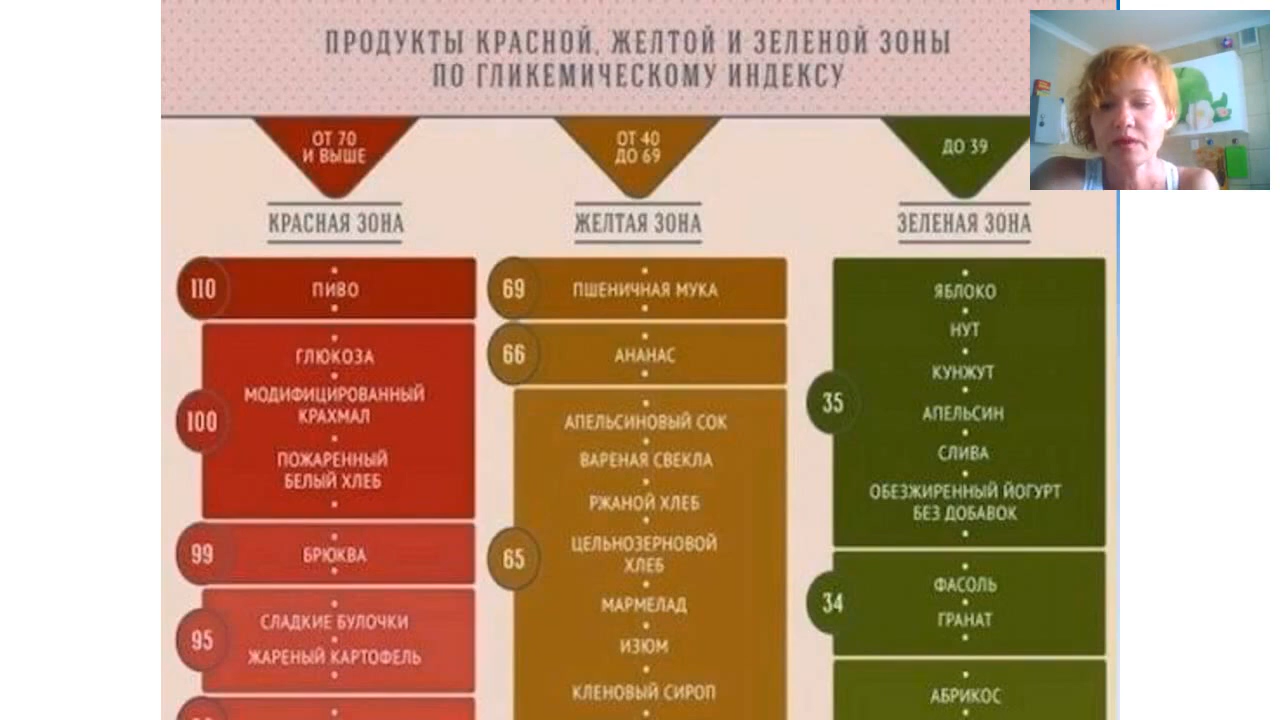 ПРОДУКТЫ КРАСНОЙ, ЖЕЛТОЙ И ЗЕЛЕНОЙ ЗОНЫ
ПО ГЛИКЕМИЧЕСКОМУ ИНДЕКСУ
ОТ 70
И ВЫШЕ
КРАСНАЯ ЗОНА
110
ПИВО
100
ГЛЮКОЗА
МОДИФИЦИРОВАННЫЙ
КРАХМАЛ
ПОЖАРЕННЫЙ
БЕЛЫЙ ХЛЕБ
99
БРЮКВА
95
СЛАДКИЕ БУЛОЧКИ
ЖАРЕНЫЙ КАРТОФЕЛЬ
ОТ 40
ДО 69
ЖЕЛТАЯ ЗОНА
69
ПШЕНИЧНАЯ МУКА
66
АНАНАС
65
АПЕЛЬСИНОВЫЙ СОК
ВАРЕНАЯ СВЕКЛА
РЖАНОЙ ХЛЕБ
ЦЕЛЬНОЗЕРНОВОЙ
ХЛЕБ
МАРМЕЛАД
ИЗЮМ
КЛЕНОВЫЙ СИРОП
ДО 39
ЗЕЛЕНАЯ ЗОНА
35
ЯБЛОКО
НУТ
КУНЖУТ
АПЕЛЬСИН
СЛИВА
ОБЕЗЖИРЕННЫЙ ЙОГУРТ
БЕЗ ДОБАВОК
34
ФАСОЛЬ
ГРАНАТ
АБРИКОС